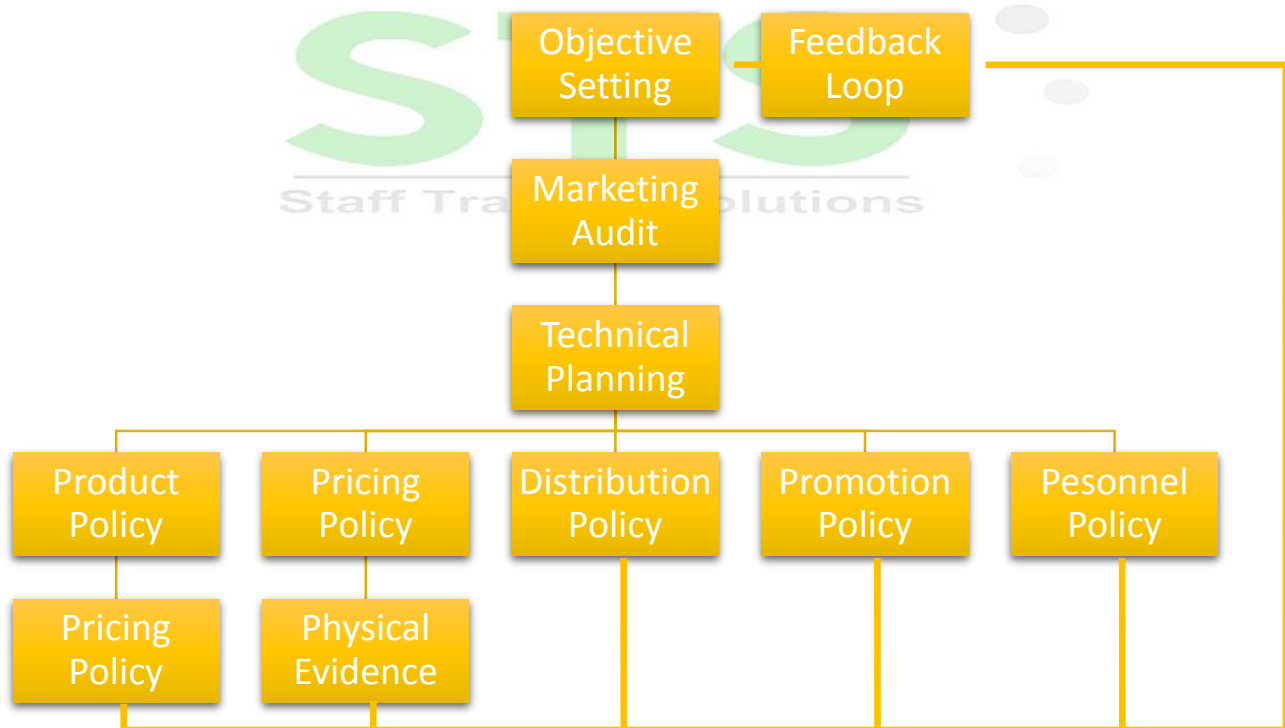 STS
Objective
Setting
Feedback
Loop
Staff Tra olutions
Marketing
Audit
Technical
Planning
Product
Policy
Pricing
Policy
Distribution
Policy
Promotion
Policy
Pesonnel
Policy
Pricing
Policy
Physical
Evidence